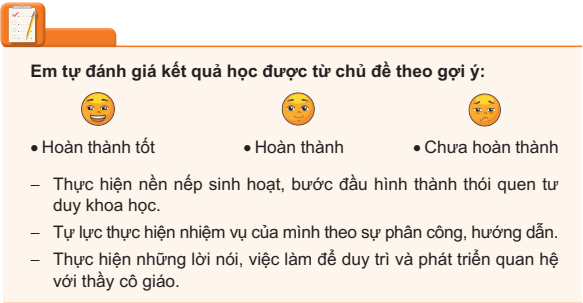 Em tự đánh giá kết quả học được từ chủ đề theo gợi ý:
• Hoàn thành tốt • Hoàn thành • Chưa hoàn thành
– Thực hiện nền nếp sinh hoạt, bước đầu hình thành thói quen tư
duy khoa học.
– Tự lực thực hiện nhiệm vụ của mình theo sự phân công, hướng dẫn.
– Thực hiện những lời nói, việc làm để duy trì và phát triển quan hệ
với thầy cô giáo.